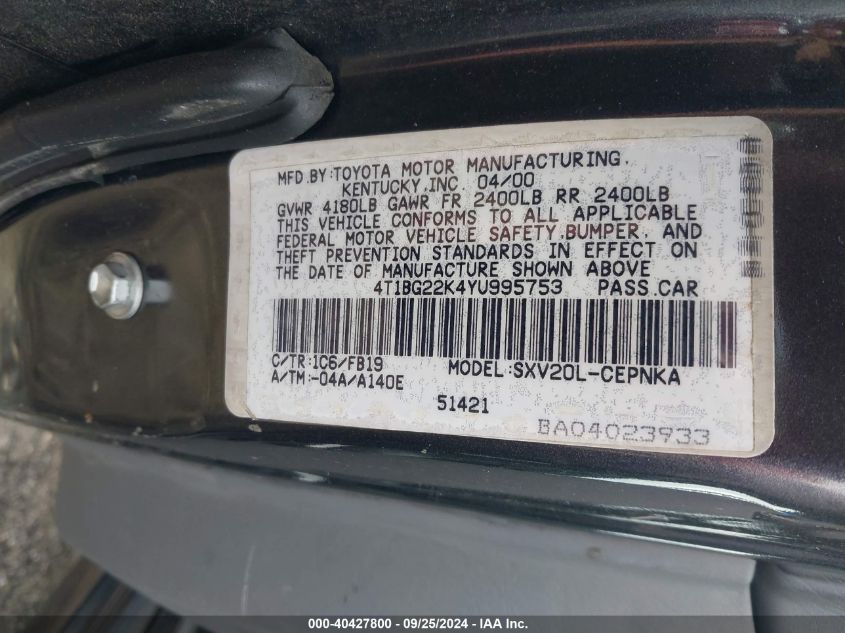 MFD.BY:TOYOTA MOTOR MANUFACTURING.
KENTUCKY,INC 04/00
GVWR 4180LB GAWR FR 2400LB RR 2400LB
THIS VEHICLE CONFORMS TO ALL APPLICABLE
FEDERAL MOTOR VEHICLE SAFETY,BUMPER, AND
THEFT PREVENTION STANDARDS IN EFFECT ON
THE DATE OF MANUFACTURE SHOWN ABOVE
4T1BG22K4YU995753 PASS.CAR
C/TR:1C6/FB19 MODEL:SXV20L-CEPNKA
A/TM:-04A/A140E
51421
BA04023933
000-40427800 - 09/25/2024 - IAA Inc.